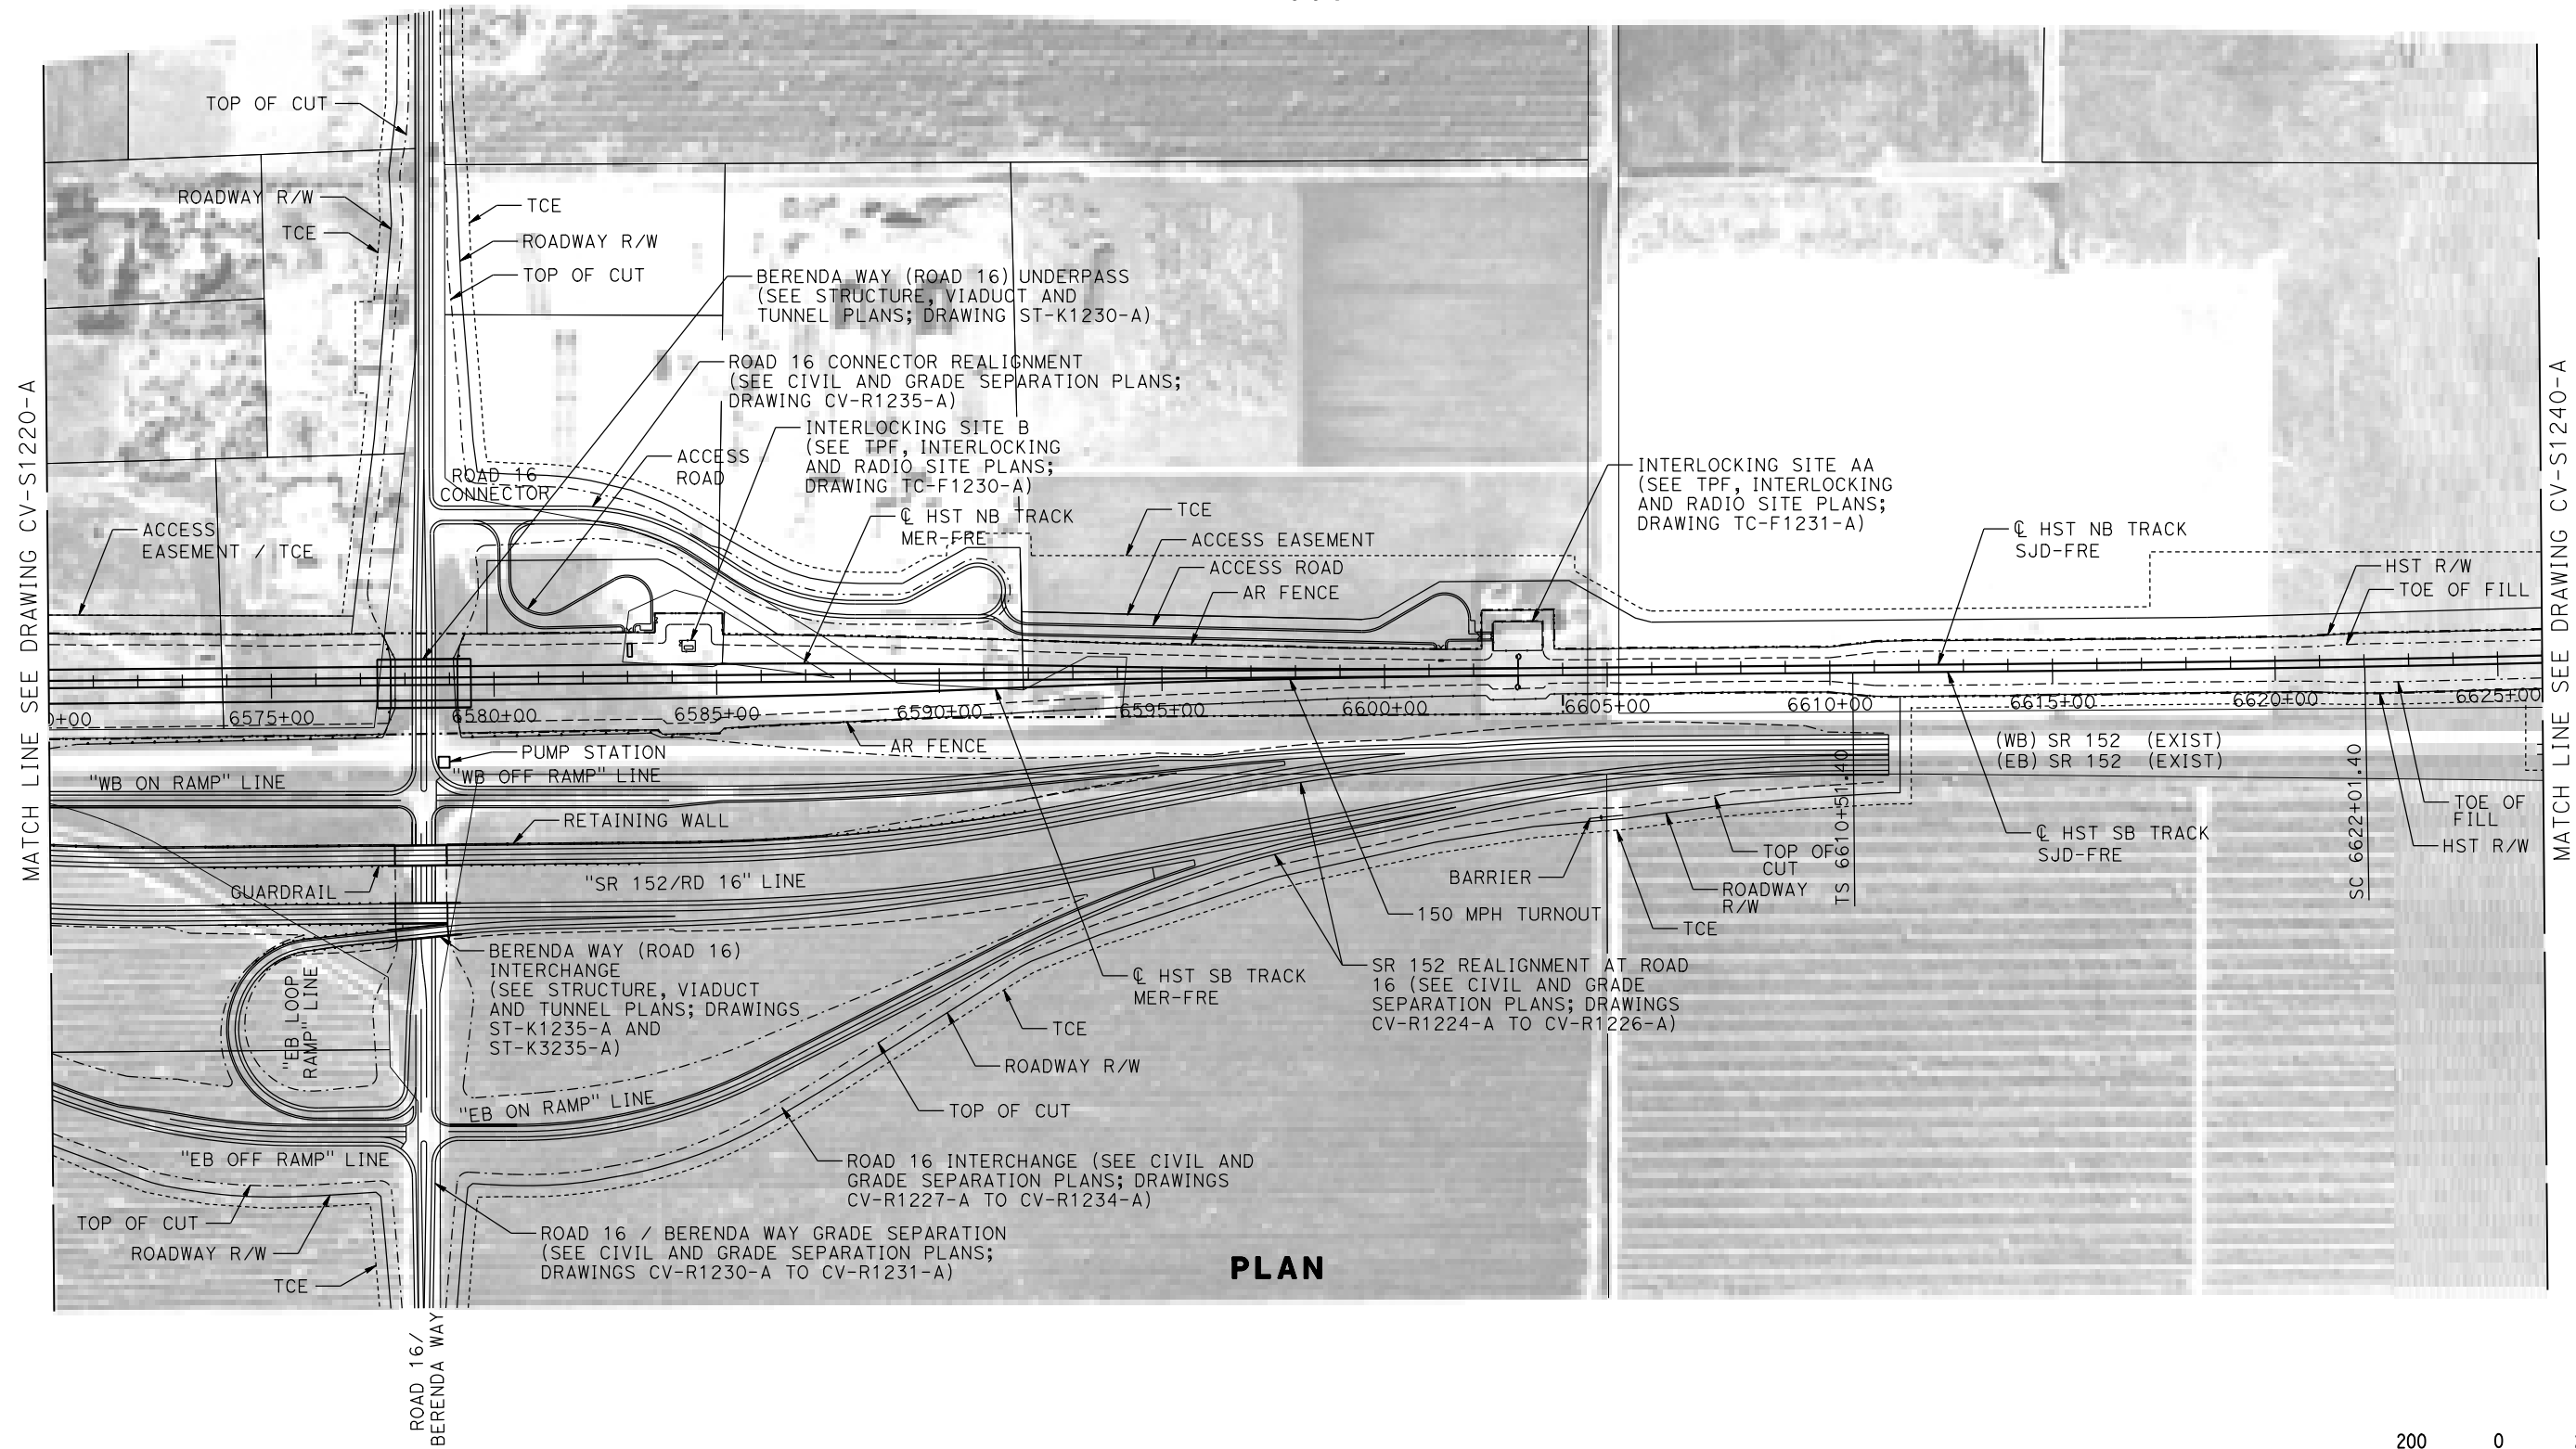 TOP OF CUT
ROADWAY R/W
TCE
TCE
ROADWAY R/W
TOP OF CUT
BERENDA WAY (ROAD 16) UNDERPASS
(SEE STRUCTURE, VIADUCT AND
TUNNEL PLANS; DRAWING ST-K1230-A)
ROAD 16 CONNECTOR REALIGNMENT
(SEE CIVIL AND GRADE SEPARATION PLANS;
DRAWING CV-R1235-A)
INTERLOCKING SITE B
(SEE TPF, INTERLOCKING
AND RADIO SITE PLANS;
DRAWING TC-F1230-A)
ACCESS
ROAD
ROAD 16
CONNECTOR
℄ HST NB TRACK
MER-FRE
TCE
ACCESS EASEMENT
ACCESS ROAD
AR FENCE
INTERLOCKING SITE AA
(SEE TPF, INTERLOCKING
AND RADIO SITE PLANS;
DRAWING TC-F1231-A)
℄ HST NB TRACK
SJD-FRE
HST R/W
TOE OF FILL
ACCESS
EASEMENT / TCE
MATCH LINE SEE DRAWING CV-S1220-A
MATCH LINE SEE DRAWING CV-S1240-A
0+00
6575+00
6580+00
6585+00
6590+00
6595+00
6600+00
6605+00
6610+00
6615+00
6620+00
6625+00
AR FENCE
PUMP STATION
"WB ON RAMP" LINE
"WB OFF RAMP" LINE
(WB) SR 152 (EXIST)
(EB) SR 152 (EXIST)
RETAINING WALL
GUARDRAIL
"SR 152/RD 16" LINE
TS 6610+51.40
SC 6622+01.40
TOE OF
FILL
HST R/W
℄ HST SB TRACK
SJD-FRE
TOP OF
CUT
ROADWAY
R/W
TCE
BARRIER
150 MPH TURNOUT
SR 152 REALIGNMENT AT ROAD
16 (SEE CIVIL AND GRADE
SEPARATION PLANS; DRAWINGS
CV-R1224-A TO CV-R1226-A)
℄ HST SB TRACK
MER-FRE
BERENDA WAY (ROAD 16)
INTERCHANGE
(SEE STRUCTURE, VIADUCT
AND TUNNEL PLANS; DRAWINGS
ST-K1235-A AND
ST-K3235-A)
"EB LOOP
RAMP" LINE
TCE
ROADWAY R/W
TOP OF CUT
"EB ON RAMP" LINE
"EB OFF RAMP" LINE
ROAD 16 INTERCHANGE (SEE CIVIL AND
GRADE SEPARATION PLANS; DRAWINGS
CV-R1227-A TO CV-R1234-A)
TOP OF CUT
ROADWAY R/W
TCE
ROAD 16 / BERENDA WAY GRADE SEPARATION
(SEE CIVIL AND GRADE SEPARATION PLANS;
DRAWINGS CV-R1230-A TO CV-R1231-A)
PLAN
ROAD 16/
BERENDA WAY
200 0